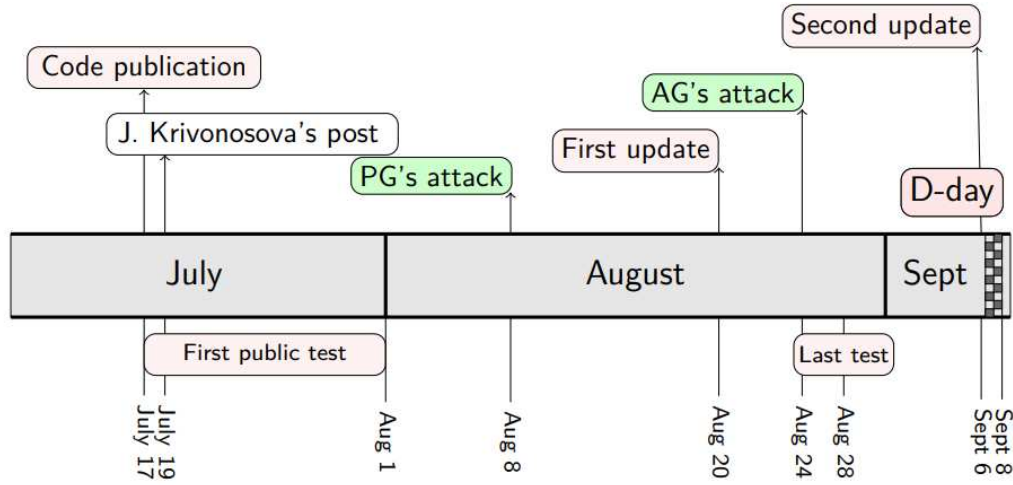 Second update
Code publication
AG's attack
J. Krivonosova's post
First update
PG's attack
D-day
July
August
Sept
First public test
Last test
July 17
July 19
Aug 1
Aug 8
Aug 20
Aug 24
Aug 28
Sept 6
Sept 8